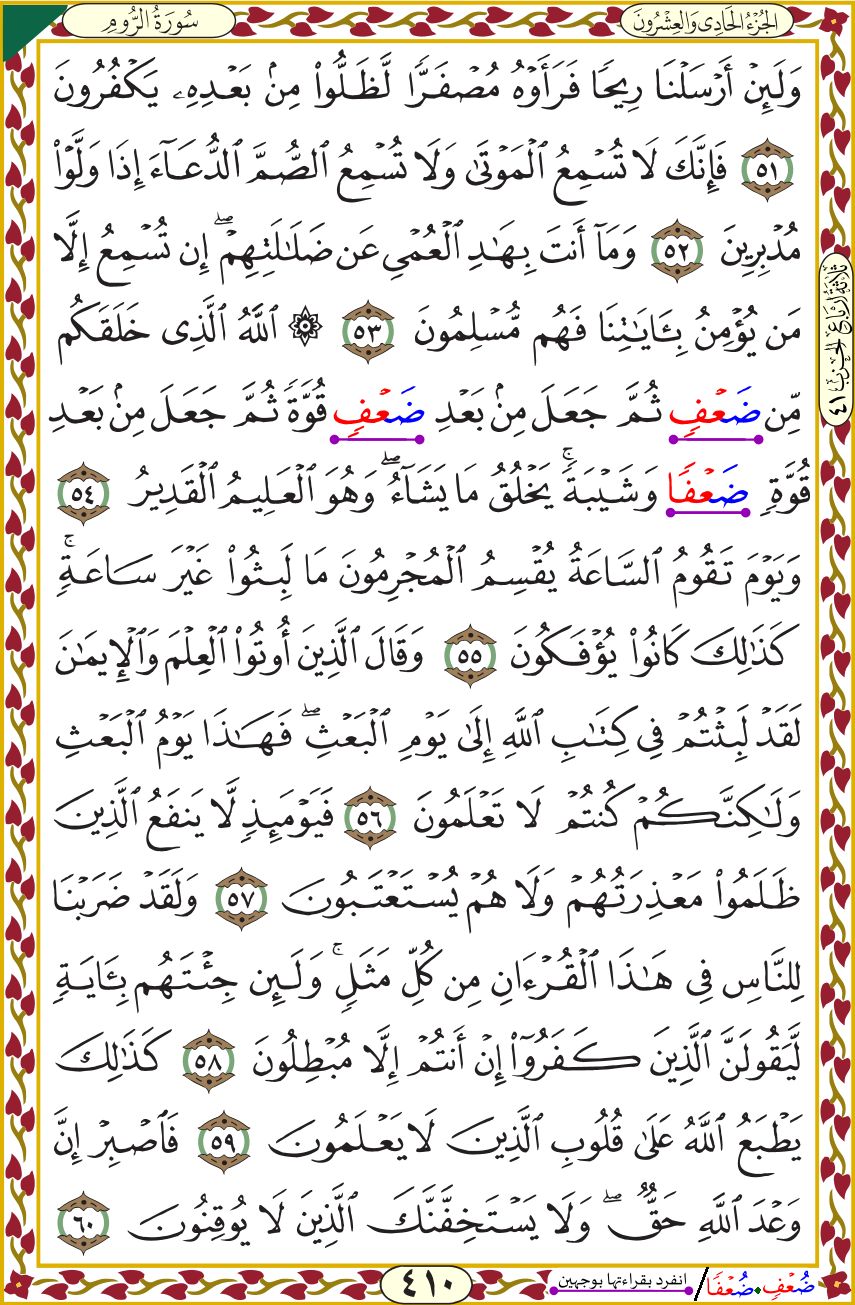 الجُزْءُ الحَادِي وَالعِشْرُونَ
سُورَةُ الرُّومِ
وَلَئِنْ أَرْسَلْنَا رِيحًا فَرَأَوْهُ مُصْفَرًّا لَّظَلُّوا۟ مِنۢ بَعْدِهِۦ يَكْفُرُونَ
٥١ فَإِنَّكَ لَا تُسْمِعُ ٱلْمَوْتَىٰ وَلَا تُسْمِعُ ٱلصُّمَّ ٱلدُّعَآءَ إِذَا وَلَّوْا۟
مُدْبِرِينَ ٥٢ وَمَآ أَنتَ بِهَـٰدِ ٱلْعُمْىِ عَن ضَلَـٰلَتِهِمْ ۖ إِن تُسْمِعُ إِلَّا
مَن يُؤْمِنُ بِـَٔايَـٰتِنَا فَهُم مُّسْلِمُونَ ٥٣ ۞ ٱللَّهُ ٱلَّذِى خَلَقَكُم
مِّن ضَعْفٍ ثُمَّ جَعَلَ مِنۢ بَعْدِ ضَعْفٍ قُوَّةً ثُمَّ جَعَلَ مِنۢ بَعْدِ
قُوَّةٍ ضَعْفًا وَشَيْبَةً ۚ يَخْلُقُ مَا يَشَآءُ ۖ وَهُوَ ٱلْعَلِيمُ ٱلْقَدِيرُ ٥٤
وَيَوْمَ تَقُومُ ٱلسَّاعَةُ يُقْسِمُ ٱلْمُجْرِمُونَ مَا لَبِثُوا۟ غَيْرَ سَاعَةٍ ۚ
كَذَٰلِكَ كَانُوا۟ يُؤْفَكُونَ ٥٥ وَقَالَ ٱلَّذِينَ أُوتُوا۟ ٱلْعِلْمَ وَٱلْإِيمَـٰنَ
لَقَدْ لَبِثْتُمْ فِى كِتَـٰبِ ٱللَّهِ إِلَىٰ يَوْمِ ٱلْبَعْثِ ۖ فَهَـٰذَا يَوْمُ ٱلْبَعْثِ
وَلَـٰكِنَّكُمْ كُنتُمْ لَا تَعْلَمُونَ ٥٦ فَيَوْمَئِذٍ لَّا يَنفَعُ ٱلَّذِينَ
ظَلَمُوا۟ مَعْذِرَتُهُمْ وَلَا هُمْ يُسْتَعْتَبُونَ ٥٧ وَلَقَدْ ضَرَبْنَا
لِلنَّاسِ فِى هَـٰذَا ٱلْقُرْءَانِ مِن كُلِّ مَثَلٍ ۚ وَلَئِن جِئْتَهُم بِـَٔايَةٍ
لَّيَقُولَنَّ ٱلَّذِينَ كَفَرُوٓا۟ إِنْ أَنتُمْ إِلَّا مُبْطِلُونَ ٥٨ كَذَٰلِكَ
يَطْبَعُ ٱللَّهُ عَلَىٰ قُلُوبِ ٱلَّذِينَ لَا يَعْلَمُونَ ٥٩ فَٱصْبِرْ إِنَّ
وَعْدَ ٱللَّهِ حَقٌّ ۖ وَلَا يَسْتَخِفَّنَّكَ ٱلَّذِينَ لَا يُوقِنُونَ ٦٠
ثَلَاثَةُ أَرْبَاعِ الحِزْبِ ٤١
ضُعْفٍ ضُعْفًا / انفرد بقراءتها بوجهين
٤١٠